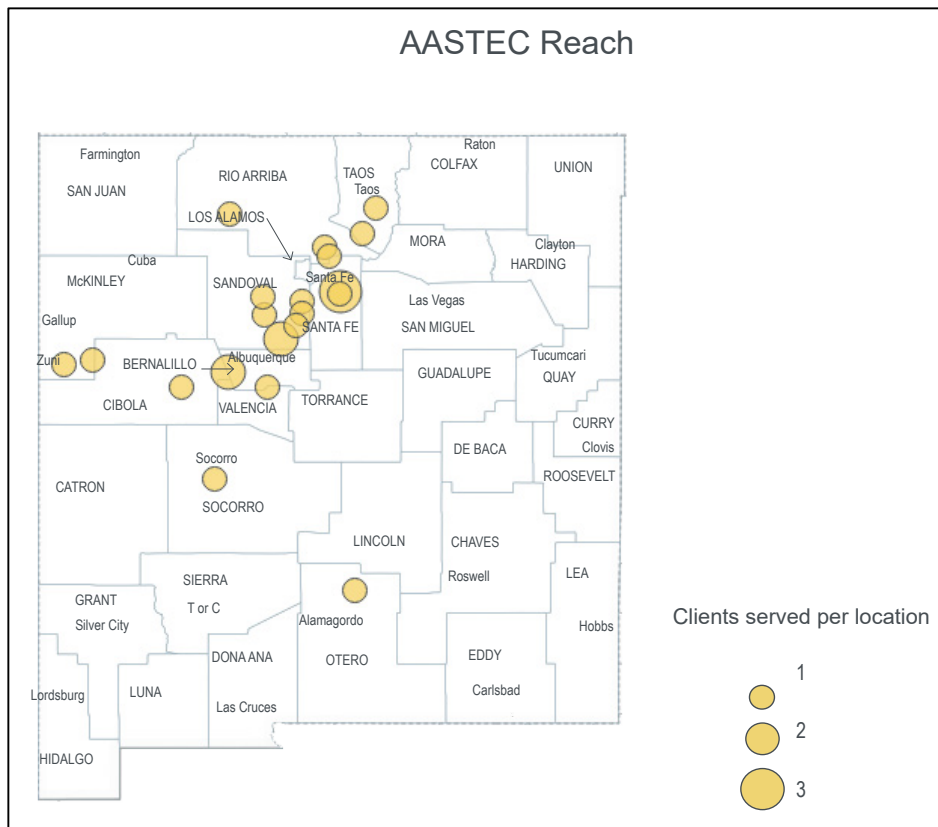 AASTEC Reach
Farmington
SAN JUAN
RIO ARRIBA
TAOS
Taos
Raton
COLFAX
UNION
LOS ALAMOS
MORA
Clayton
HARDING
Cuba
McKINLEY
SANDOVAL
Santa Fe
Las Vegas
SAN MIGUEL
Gallup
SANTA FE
Zuni
BERNALILLO
Albuquerque
Tucumcari
QUAY
GUADALUPE
CIBOLA
VALENCIA
TORRANCE
CURRY
Clovis
DE BACA
ROOSEVELT
CATRON
Socorro
SOCORRO
LINCOLN
CHAVES
Roswell
LEA
SIERRA
T or C
GRANT
Silver City
Alamagordo
Hobbs
DONA ANA
OTERO
EDDY
Carlsbad
Lordsburg
LUNA
Las Cruces
HIDALGO
Clients served per location
1
2
3